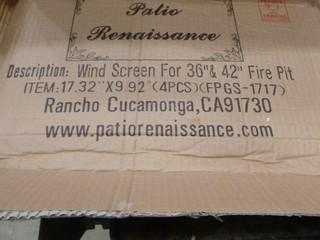 Patio
Renaissance
Description: Wind Screen For 36"& 42" Fire Pit
ITEM:17.32"X9.92"(4PCS)(FPGS-1717)
Rancho Cucamonga,CA91730
www.patiorenaissance.com